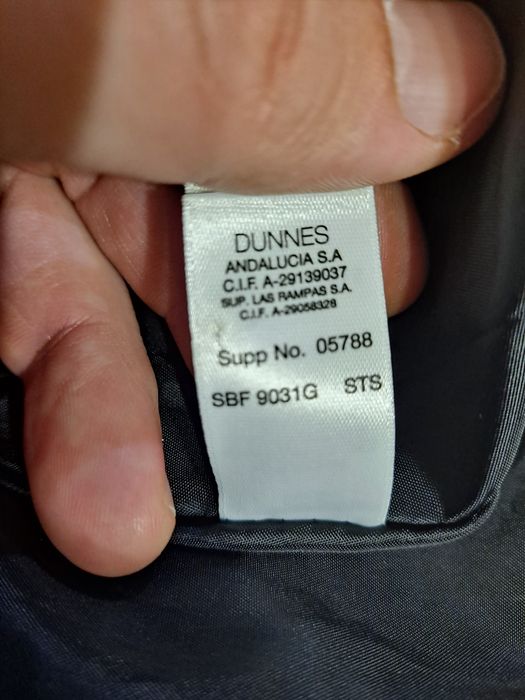 DUNNES
ANDALUCIA S.A
C.I.F. A-29139037
SUP. LAS RAMPAS S.A.
C.I.F. A-29058328
Supp No. 05788
SBF 9031G STS